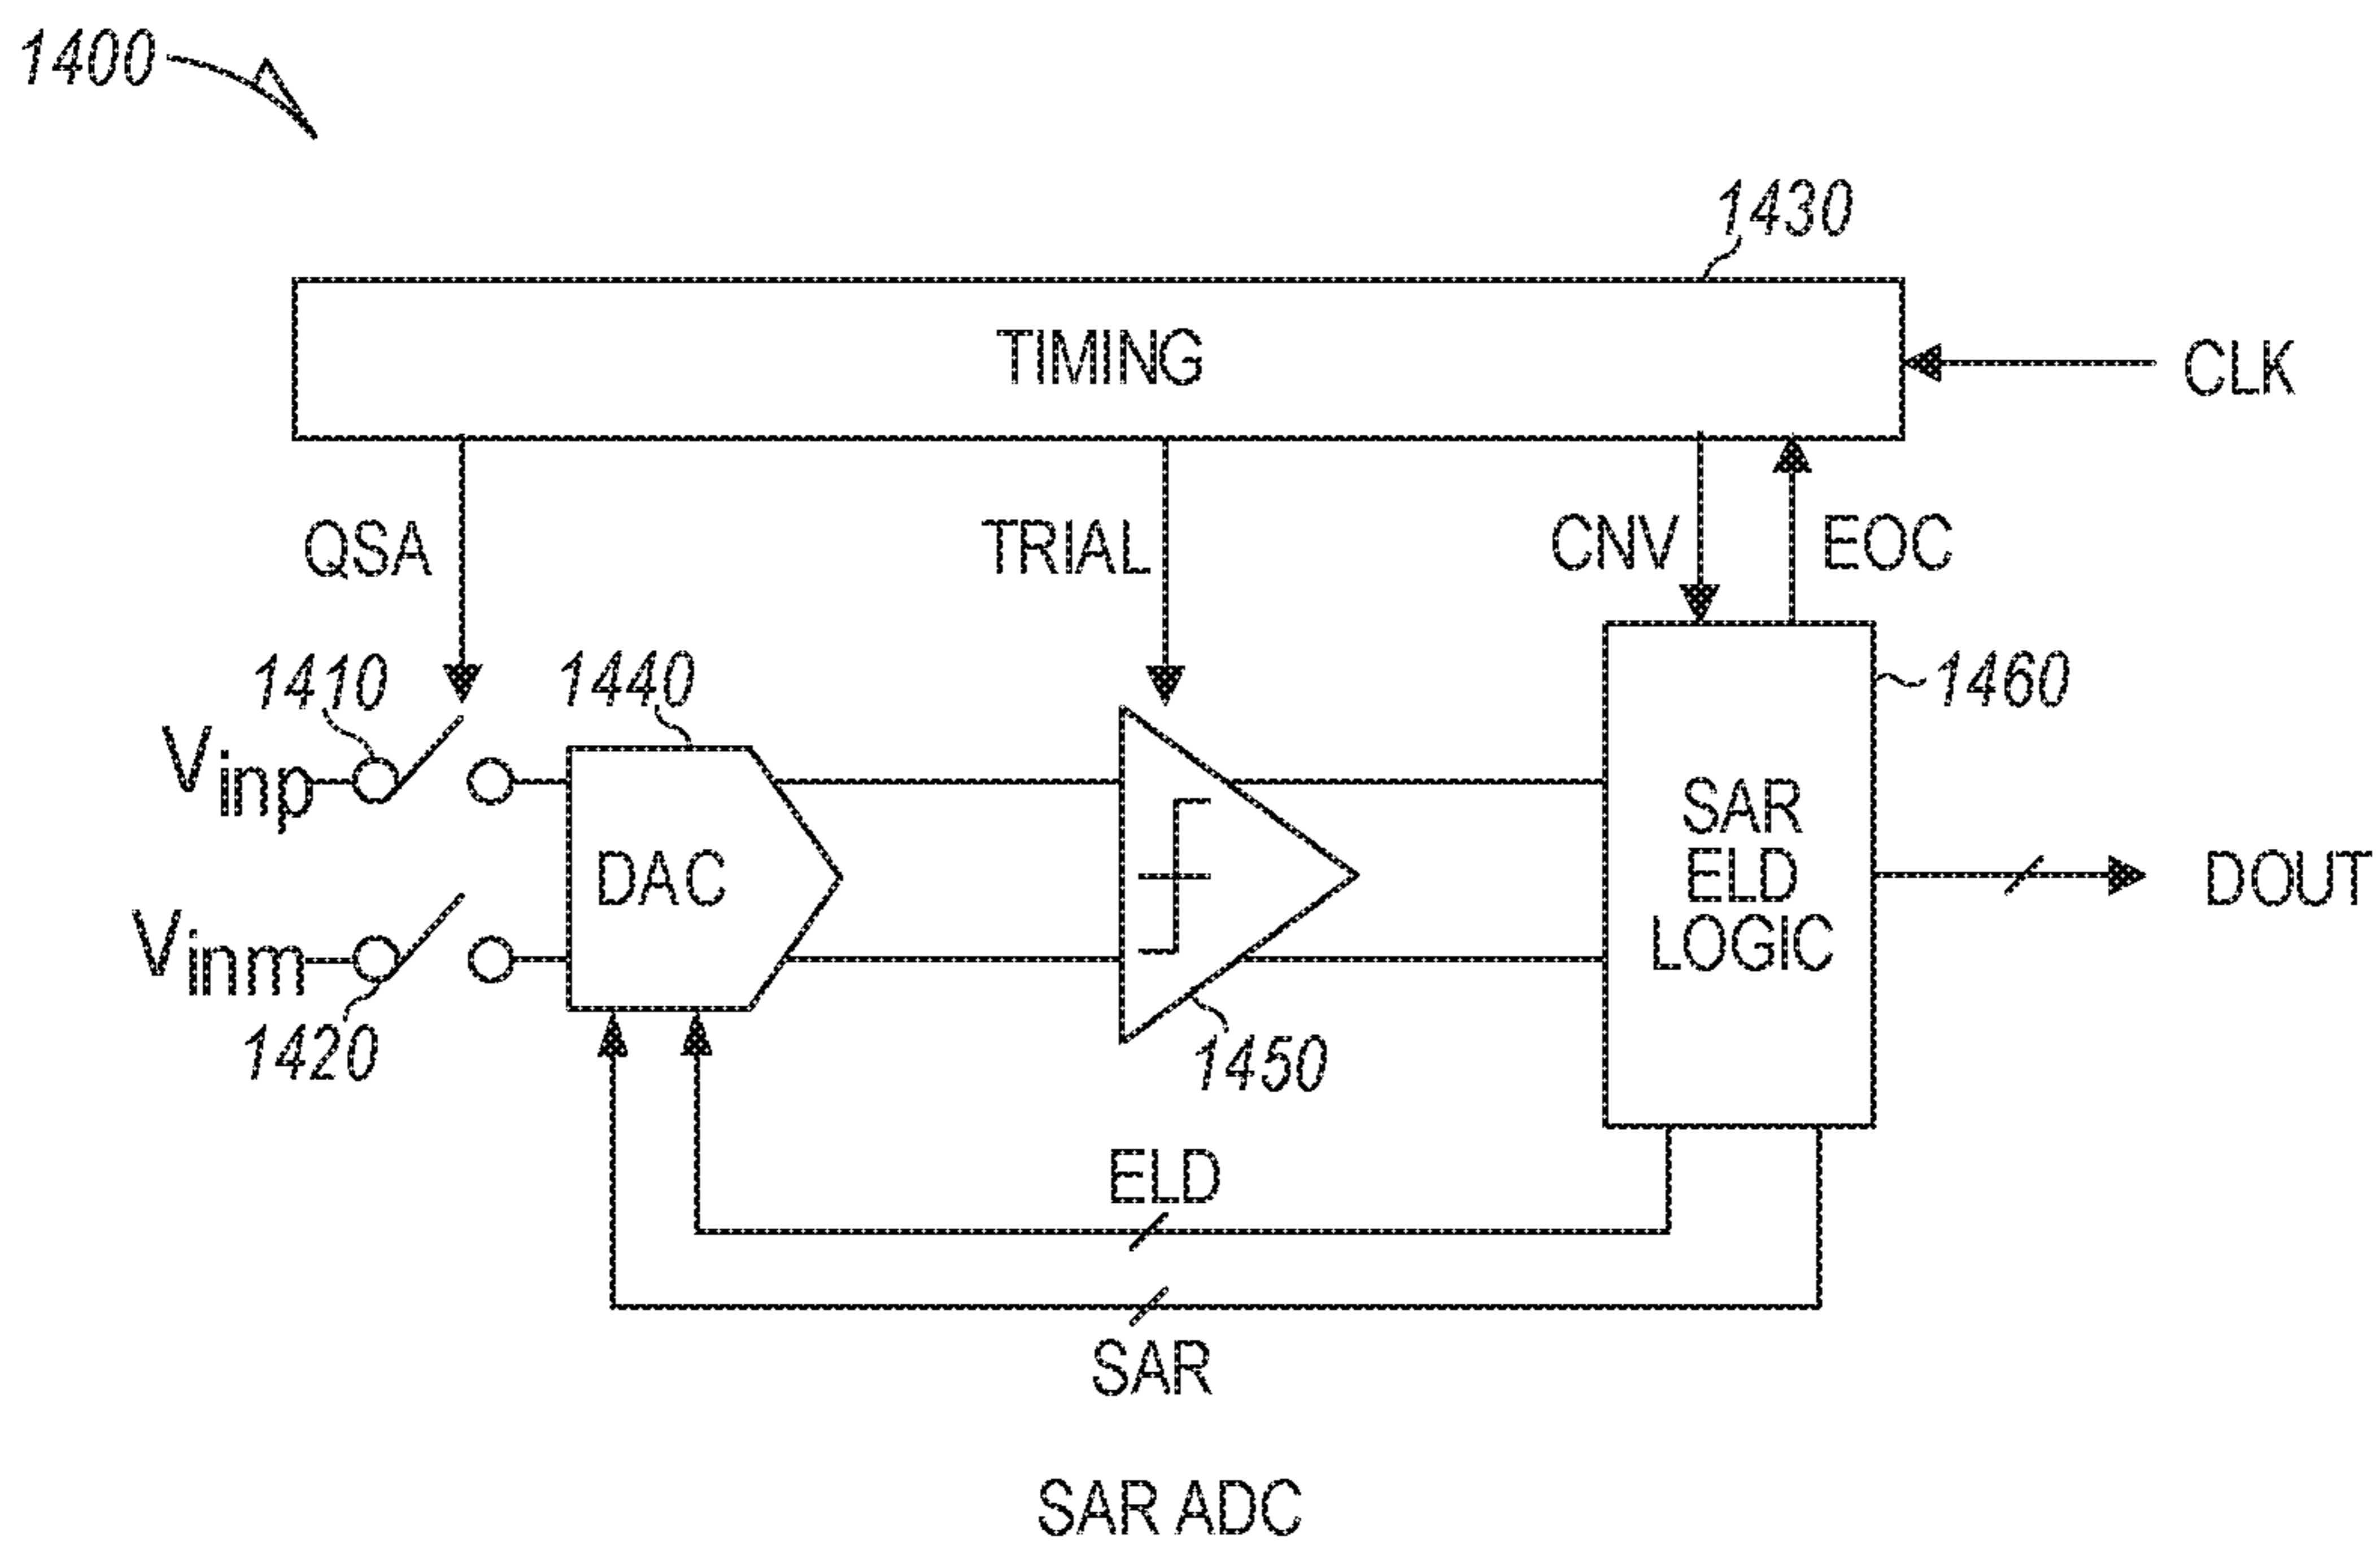 1400
1430
TIMING
CLK
QSA
TRIAL
CNV
EOC
1410
1440
1460
Vinp
SAR
ELD
LOGIC
DAC
DOUT
Vinm
1420
1450
ELD
SAR
SAR ADC